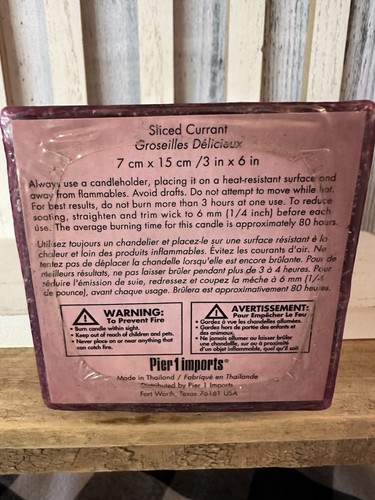 Sliced Currant
Groseilles Délicieux
7 cm x 15 cm /3 in x 6 in
Always use a candleholder, placing it on a heat-resistant surface and
away from flammables. Avoid drafts. Do not attempt to move while hot.
For best results, do not burn more than 3 hours at one use. To reduce
sooting, straighten and trim wick to 6 mm (1/4 inch) before each
use. The average burning time for this candle is approximately 80 hours.
Utilisez toujours un chandelier et placez-le sur une surface résistant à la
chaleur et loin des produits inflammables. Évitez les courants d'air. Ne
tentez pas de déplacer la chandelle lorsqu'elle est encore brûlante. Pour de
meilleurs résultats, ne pas laisser brûler pendant plus de 3 à 4 heures. Pour
réduire l'émission de suie, redressez et coupez la mèche à 6 mm (1/4
de pounce), avant chaque usage. Brûlera est approximativement 80 heures.
WARNING:
To Prevent Fire
• Burn candle within sight.
• Keep out of reach of children and pets.
• Never place on or near anything that
can catch fire.
AVERTISSEMENT:
Pour Empêcher Le Feu
• Gardez à vue les chandelles allumées.
• Gardez hors de portée des enfants et
des animaux.
• Ne jamais allumer ou laisser brûler
une chandelle, sur ou à proximité
d'un objet inflammable, quel qu'il soit.
Pier 1 imports®
Made in Thailand / Fabriqué en Thaïlande
Distributed by Pier 1 Imports
Fort Worth, Texas 76161 USA